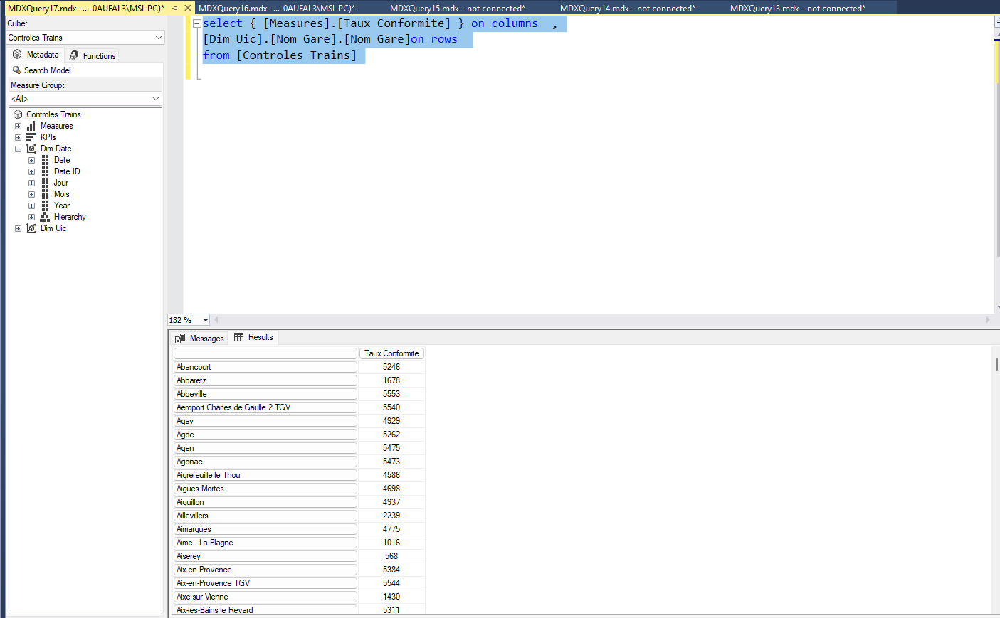 MDXQuery17.mdx -...-0AUFAL3\MSI-PC)*
MDXQuery16.mdx -...-0AUFAL3\MSI-PC)*
MDXQuery15.mdx - not connected*
MDXQuery14.mdx - not connected*
MDXQuery13.mdx - not connected*
Cube:
Controles Trains
Metadata
Functions
Search Model
Measure Group:
<All>
Controles Trains
Measures
KPIs
Dim Date
Date
Date ID
Jour
Mois
Year
Hierarchy
Dim Uic
select { [Measures].[Taux Conformite] } on columns  ,
[Dim Uic].[Nom Gare].[Nom Gare]on rows
from [Controles Trains]
132 %
Messages
Results
Taux Conformite
Abancourt 5246
Abbaretz 1678
Abbeville 5553
Aeroport Charles de Gaulle 2 TGV 5540
Agay 4929
Agde 5262
Agen 5475
Agonac 5473
Aigrefeuille le Thou 4586
Aigues-Mortes 4698
Aiguillon 4937
Aillevillers 2239
Aimargues 4775
Aime - La Plagne 1016
Aiserey 568
Aix-en-Provence 5384
Aix-en-Provence TGV 5544
Aixe-sur-Vienne 1430
Aix-les-Bains le Revard 5311